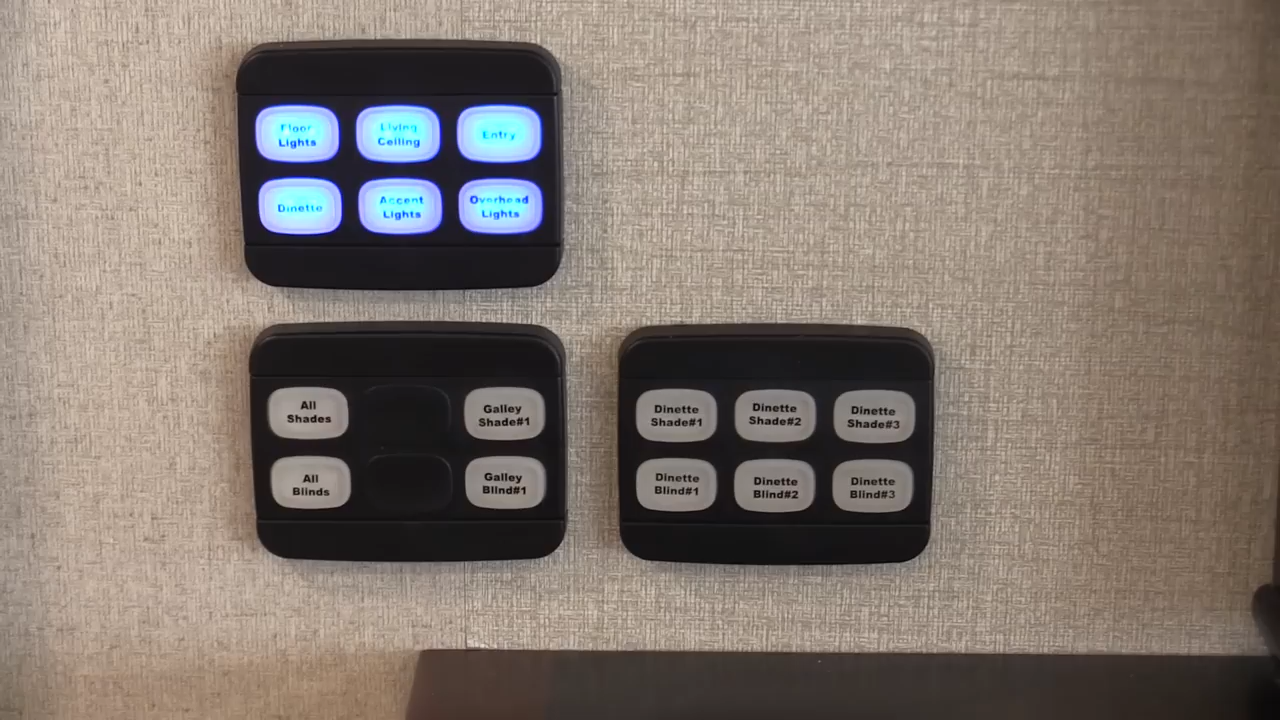 Floor
Lights
Living
Ceiling
Entry
Dinette
Accent
Lights
Overhead
Lights
All
Shades
Galley
Shade#1
All
Blinds
Galley
Blind#1
Dinette
Shade#1
Dinette
Shade#2
Dinette
Shade#3
Dinette
Blind#1
Dinette
Blind#2
Dinette
Blind#3